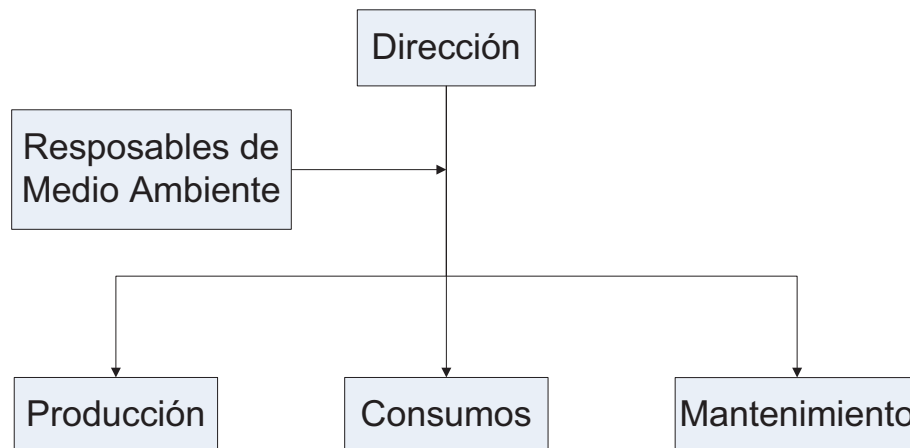 Dirección
Resposables de
Medio Ambiente
Producción
Consumos
Mantenimiento